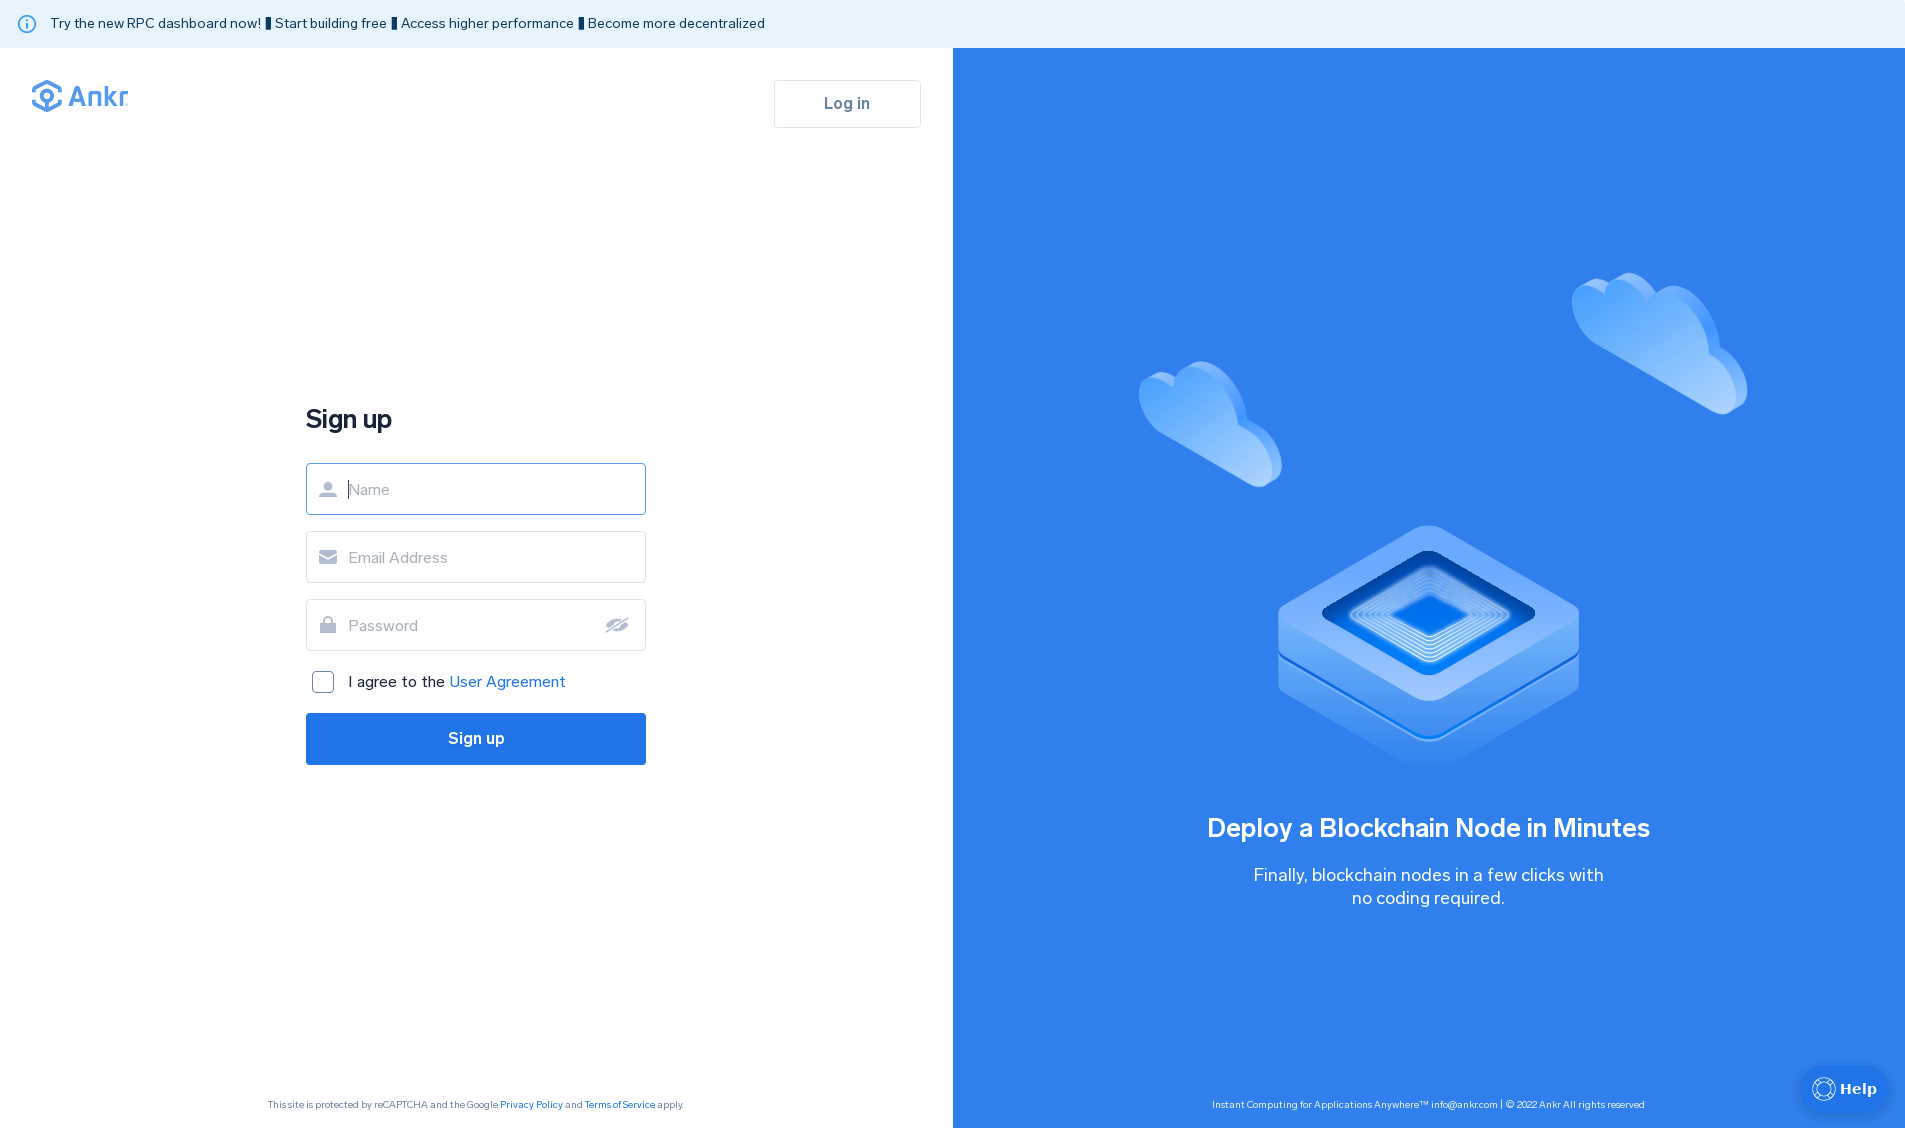 Try the new RPC dashboard now! ▮ Start building free ▮ Access higher performance ▮ Become more decentralized
Ankr
Log in
Sign up
Name
Email Address
Password
I agree to the User Agreement
Sign up
This site is protected by reCAPTCHA and the Google Privacy Policy and Terms of Service apply.
Deploy a Blockchain Node in Minutes
Finally, blockchain nodes in a few clicks with
no coding required.
Instant Computing for Applications Anywhere™ info@ankr.com | © 2022 Ankr All rights reserved
Help